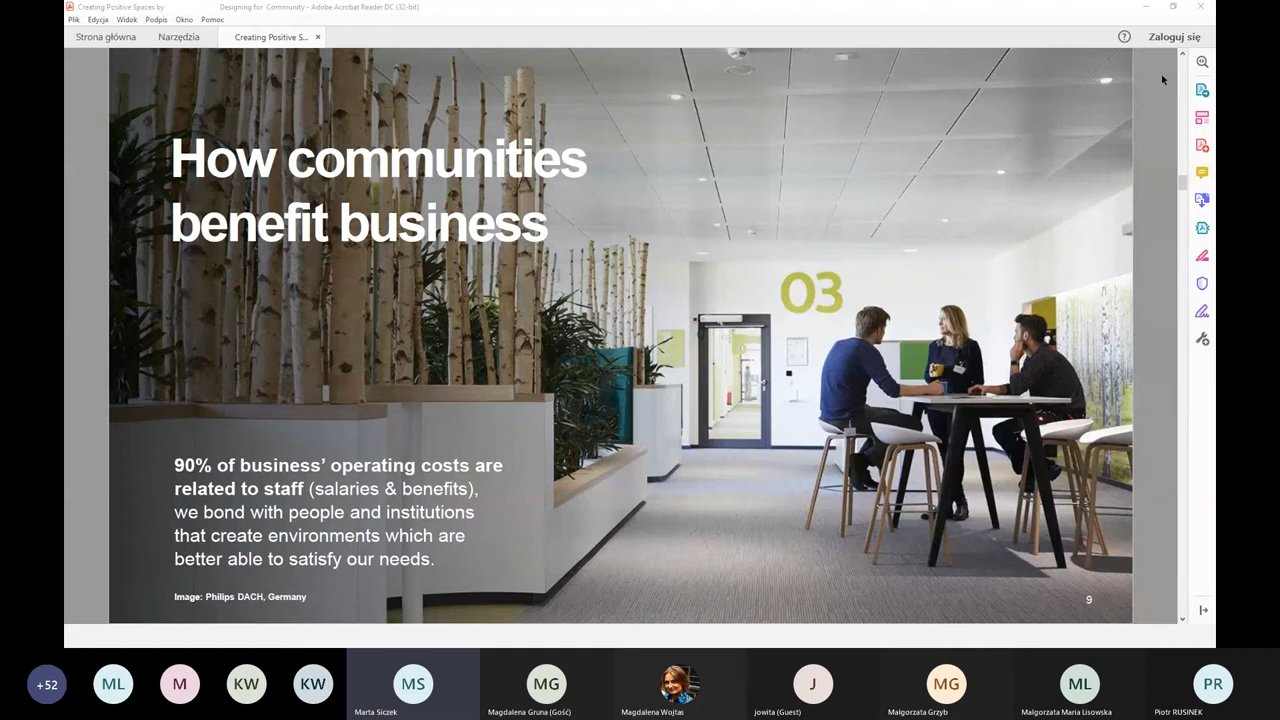 Creating Positive Spaces by Designing for Community - Adobe Acrobat Reader DC (32-bit)
Plik Edycja Widok Podpis Okno Pomoc
Strona główna Narzędzia Creating Positive S... × Zaloguj się
How communities
benefit business
03
90% of business’ operating costs are
related to staff (salaries & benefits),
we bond with people and institutions
that create environments which are
better able to satisfy our needs.
Image: Philips DACH, Germany
9
+52 ML M KW KW MS MG J MG ML PR
Marta Siczek Magdalena Gruna (Gość) Magdalena Wojtas jowita (Guest) Małgorzata Grzyb Małgorzata Maria Lisowska Piotr RUSINEK